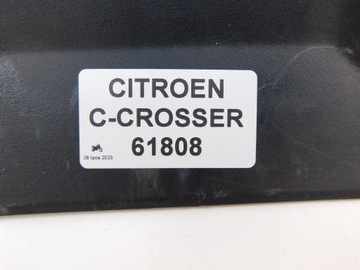 CITROEN
C-CROSSER
61808
28 lipca 2023